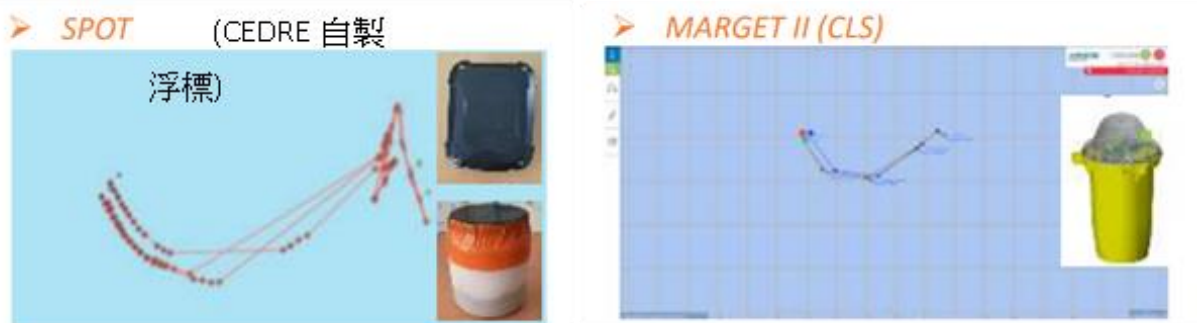 ➢ SPOT (CEDRE 自製
浮標)
➢ MARGET II (CLS)